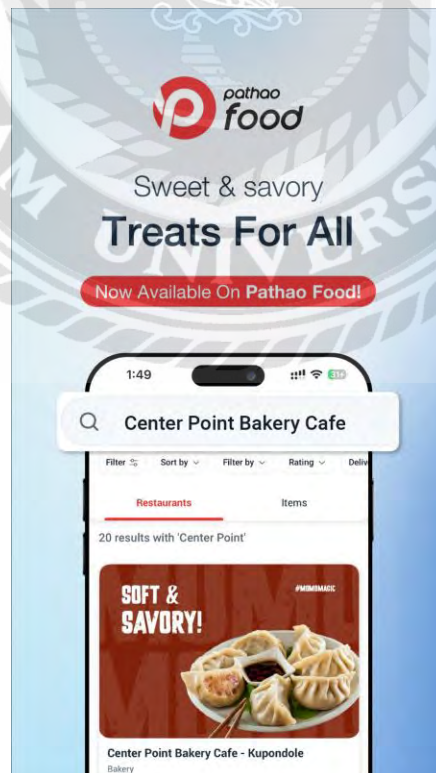 pathao
food
Sweet & savory
Treats For All
UNIVERS
Now Available On Pathao Food!
1:49
Center Point Bakery Cafe
Filter
Sort by
Filter by
Rating
Restaurants
Items
20 results with 'Center Point'
SOFT &
SAVORY!
#MOMOMAGIC
Center Point Bakery Cafe - Kupondole
Bakery